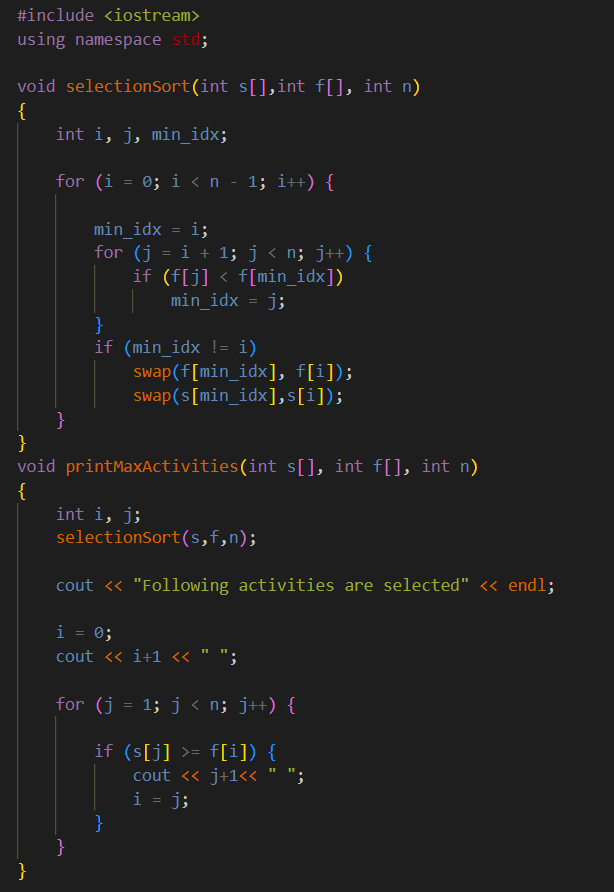 #include <iostream>
using namespace std;
void selectionSort(int s[],int f[], int n)
{
int i, j, min_idx;
for (i = 0; i < n - 1; i++) {
min_idx = i;
for (j = i + 1; j < n; j++) {
if (f[j] < f[min_idx])
min_idx = j;
}
if (min_idx != i)
swap(f[min_idx], f[i]);
swap(s[min_idx],s[i]);
}
}
void printMaxActivities(int s[], int f[], int n)
{
int i, j;
selectionSort(s,f,n);
cout << "Following activities are selected" << endl;
i = 0;
cout << i+1 << " ";
for (j = 1; j < n; j++) {
if (s[j] >= f[i]) {
cout << j+1<< " ";
i = j;
}
}
}